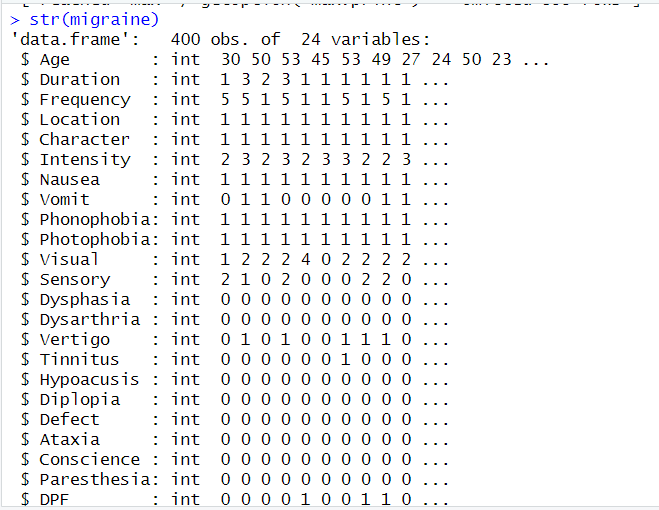 > str(migraine)
'data.frame':   400 obs. of  24 variables:
 $ Age        : int  30 50 53 45 53 49 27 24 50 23 ...
 $ Duration   : int  1 3 2 3 1 1 1 1 1 1 ...
 $ Frequency  : int  5 5 1 5 1 1 5 1 5 1 ...
 $ Location   : int  1 1 1 1 1 1 1 1 1 1 ...
 $ Character  : int  1 1 1 1 1 1 1 1 1 1 ...
 $ Intensity  : int  2 3 2 3 2 3 3 2 2 3 ...
 $ Nausea     : int  1 1 1 1 1 1 1 1 1 1 ...
 $ Vomit      : int  0 1 1 0 0 0 0 0 1 1 ...
 $ Phonophobia: int  1 1 1 1 1 1 1 1 1 1 ...
 $ Photophobia: int  1 1 1 1 1 1 1 1 1 1 ...
 $ Visual     : int  1 2 2 2 4 0 2 2 2 2 ...
 $ Sensory    : int  2 1 0 2 0 0 0 2 2 0 ...
 $ Dysphasia  : int  0 0 0 0 0 0 0 0 0 0 ...
 $ Dysarthria : int  0 0 0 0 0 0 0 0 0 0 ...
 $ Vertigo    : int  0 1 0 1 0 0 1 1 1 0 ...
 $ Tinnitus   : int  0 0 0 0 0 0 1 0 0 0 ...
 $ Hypoacusis : int  0 0 0 0 0 0 0 0 0 0 ...
 $ Diplopia   : int  0 0 0 0 0 0 0 0 0 0 ...
 $ Defect     : int  0 0 0 0 0 0 0 0 0 0 ...
 $ Ataxia     : int  0 0 0 0 0 0 0 0 0 0 ...
 $ Conscience : int  0 0 0 0 0 0 0 0 0 0 ...
 $ Paresthesia: int  0 0 0 0 0 0 0 0 0 0 ...
 $ DPF        : int  0 0 0 0 1 0 0 1 1 0 ...